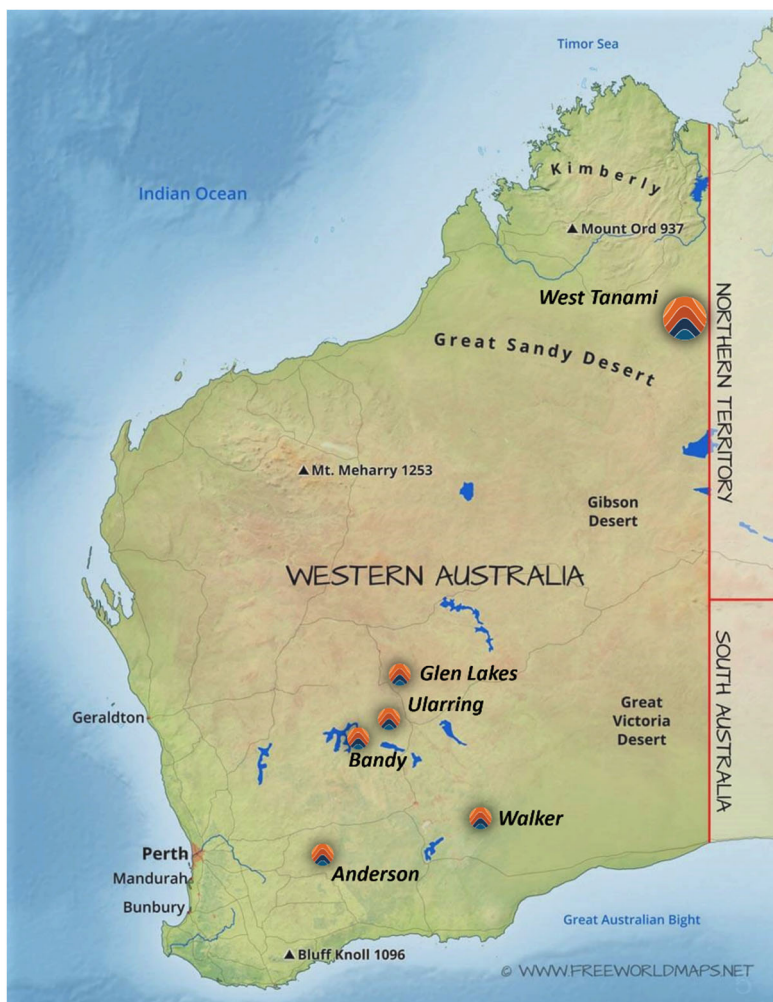 Timor Sea
Kimberly
Indian Ocean
Mount Ord 937
West Tanami
NORTHERN TERRITORY
Great Sandy Desert
Mt. Meharry 1253
Gibson
Desert
WESTERN AUSTRALIA
SOUTH AUSTRALIA
Glen Lakes
Ularring
Geraldton
Great
Victoria
Desert
Bandy
Walker
Perth
Anderson
Mandurah
Bunbury
Great Australian Bight
Bluff Knoll 1096
© WWW.FREEWORLDMAPS.NET